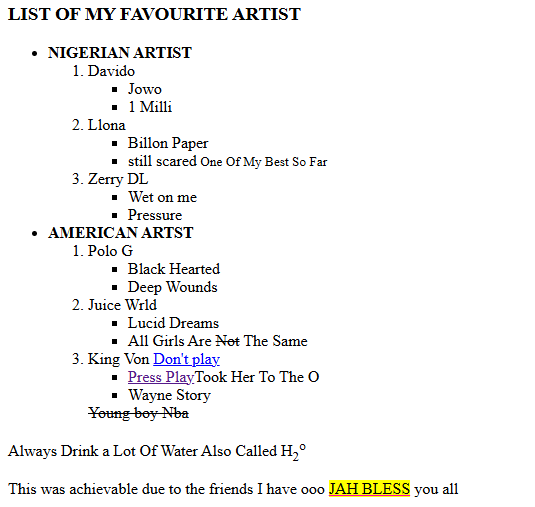 LIST OF MY FAVOURITE ARTIST
• NIGERIAN ARTIST
1. Davido
▪ Jowo
▪ 1 Milli
2. Llona
▪ Billon Paper
▪ still scared One Of My Best So Far
3. Zerry DL
▪ Wet on me
▪ Pressure
• AMERICAN ARTST
1. Polo G
▪ Black Hearted
▪ Deep Wounds
2. Juice Wrld
▪ Lucid Dreams
▪ All Girls Are Not The Same
3. King Von Don't play
▪ Press PlayTook Her To The O
▪ Wayne Story
Young boy Nba
Always Drink a Lot Of Water Also Called H₂°
This was achievable due to the friends I have ooo JAH BLESS you all